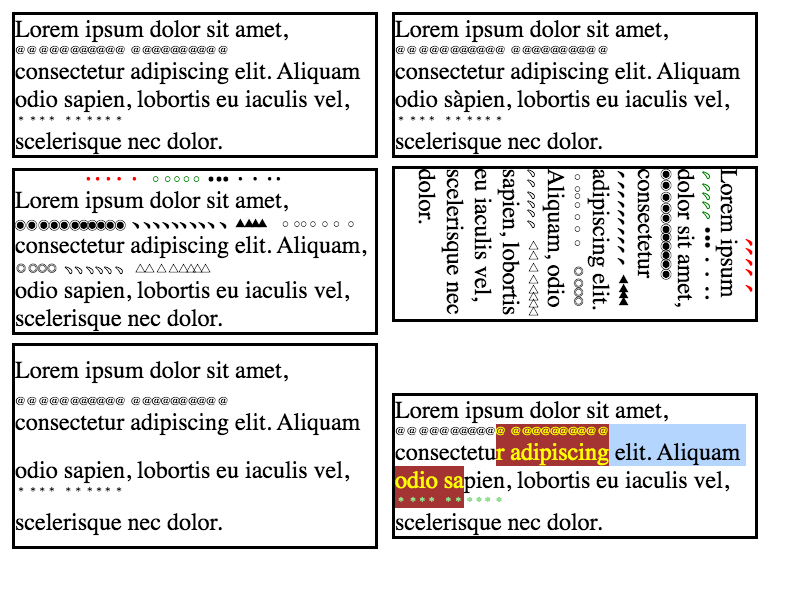 Lorem ipsum dolor sit amet,
consectetur adipiscing elit. Aliquam
odio sapien, lobortis eu iaculis vel,
scelerisque nec dolor.
Lorem ipsum dolor sit amet,
consectetur adipiscing elit. Aliquam
odio sàpien, lobortis eu iaculis vel,
scelerisque nec dolor.
Lorem ipsum dolor sit amet,
consectetur adipiscing elit. Aliquam,
odio sapien, lobortis eu iaculis vel,
scelerisque nec dolor.
Lorem ipsum
dolor sit amet,
consectetur
adipiscing elit.
Aliquam, odio
sapien, lobortis
eu iaculis vel,
scelerisque nec
dolor.
Lorem ipsum dolor sit amet,
consectetur adipiscing elit. Aliquam
odio sapien, lobortis eu iaculis vel,
scelerisque nec dolor.
Lorem ipsum dolor sit amet,
consectetur adipiscing elit. Aliquam
odio sapien, lobortis eu iaculis vel,
scelerisque nec dolor.